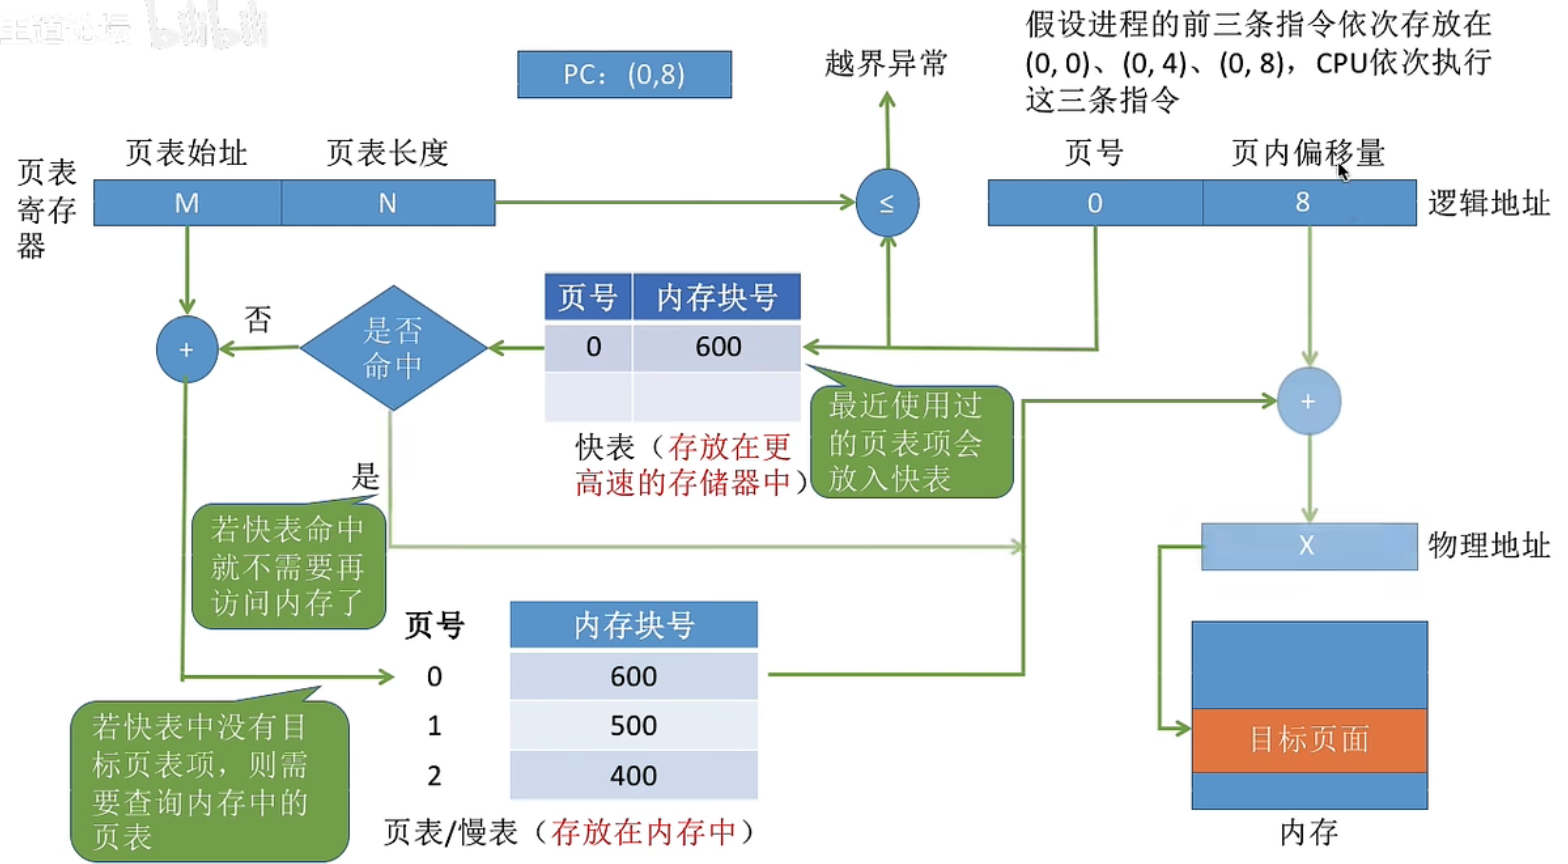 王道论坛 bilibili
假设进程的前三条指令依次存放在
(0, 0)、(0, 4)、(0, 8)，CPU依次执行
这三条指令
PC：(0,8)
越界异常
页表
寄存
器
页表始址
页表长度
M
N
≤
页号
页内偏移量
0
8
逻辑地址
+
否
是否
命中
是
页号
内存块号
0
600
快表（存放在更
高速的存储器中）
最近使用过
的页表项会
放入快表
+
若快表命中
就不需要再
访问内存了
X
物理地址
页号
内存块号
0
600
1
500
2
400
页表/慢表（存放在内存中）
若快表中没有目
标页表项，则需
要查询内存中的
页表
目标页面
内存